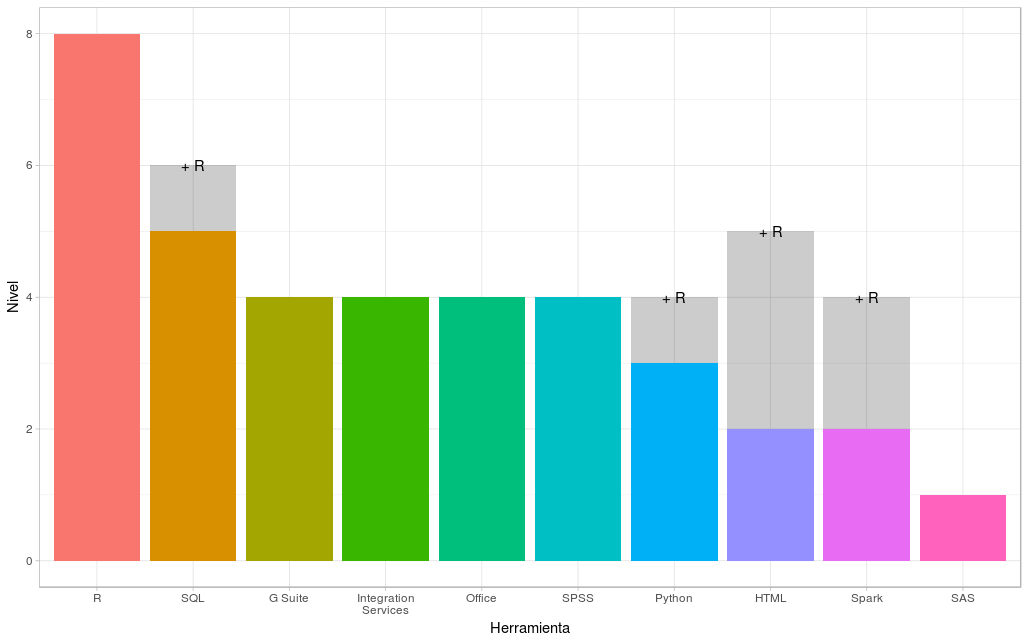 8
6
4
2
0
Nivel
+ R
+ R
+ R
+ R
R
SQL
G Suite
Integration
Services
Office
SPSS
Python
HTML
Spark
SAS
Herramienta